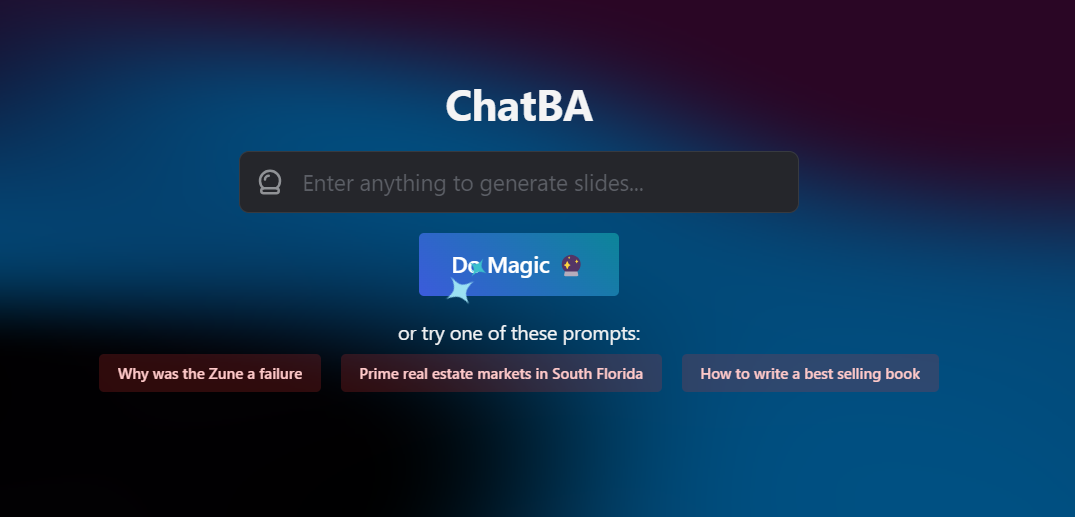 ChatBA
Enter anything to generate slides...
Do Magic 🔮
or try one of these prompts:
Why was the Zune a failure
Prime real estate markets in South Florida
How to write a best selling book